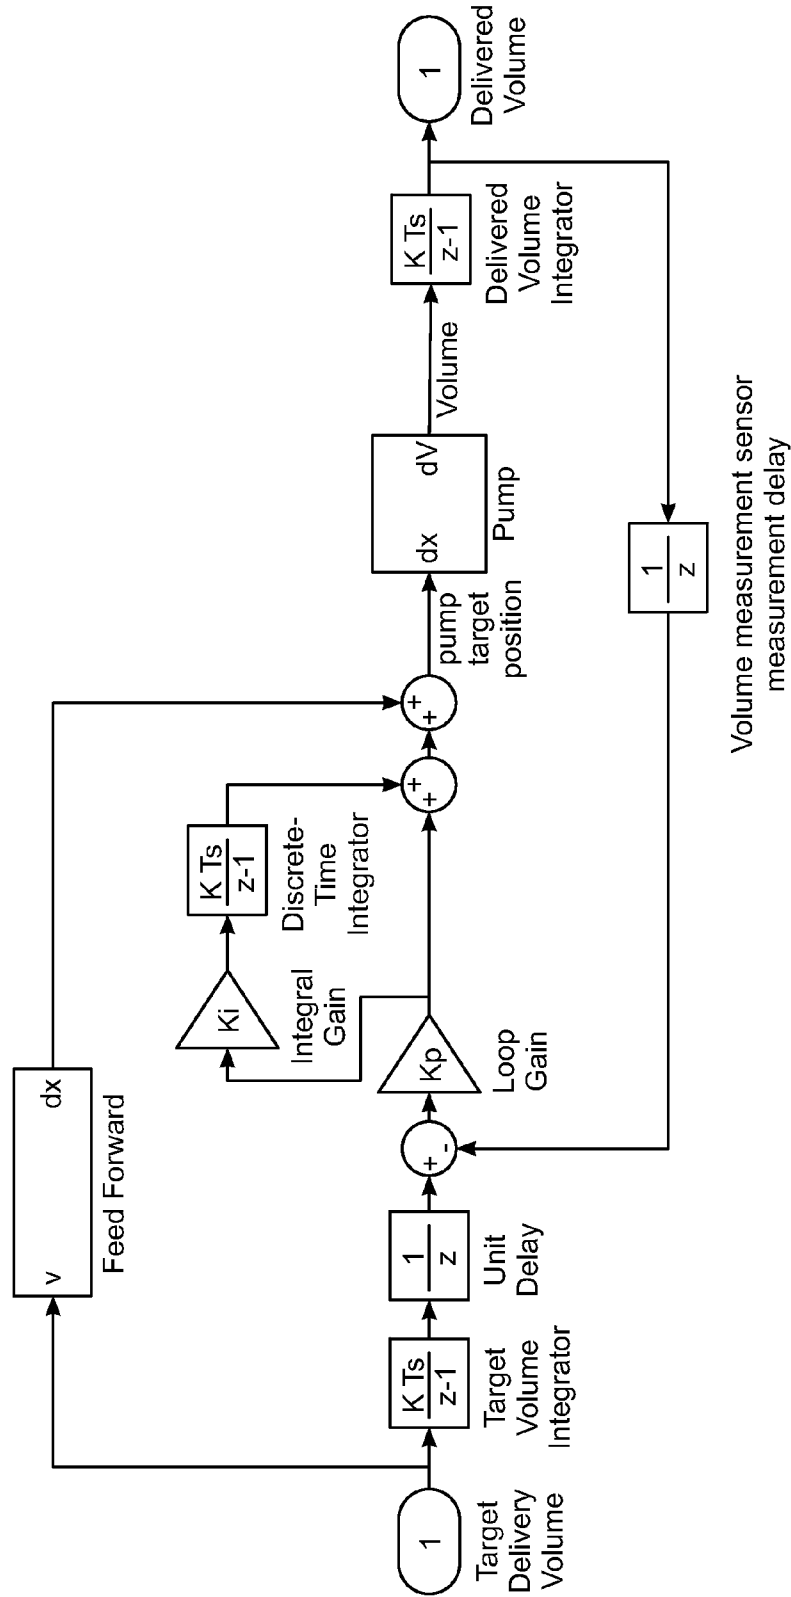 v
dx
Feed Forward
Ki
Integral
Gain
K Ts
z-1
Discrete-
Time
Integrator
1
Target
Delivery
Volume
K Ts
z-1
Target
Volume
Integrator
1
z
Unit
Delay
+
-
Kp
Loop
Gain
+
+
+
+
pump
target
position
dx
dV
Pump
Volume
K Ts
z-1
Delivered
Volume
Integrator
1
Delivered
Volume
1
z
Volume measurement sensor
measurement delay